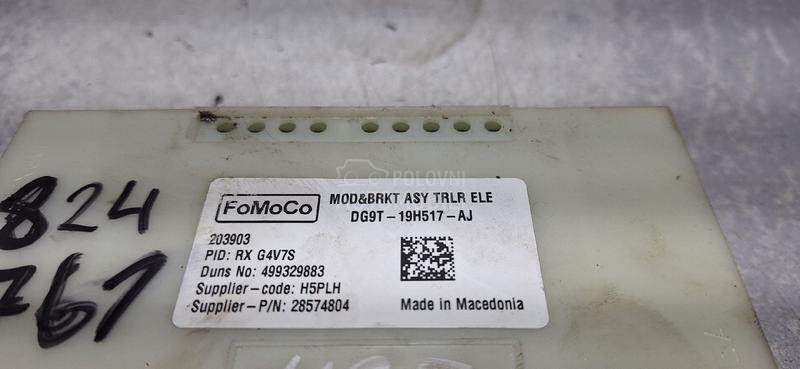 POLOVNI
FoMoCo
MOD&BRKT ASY TRLR ELE
DG9T-19H517-AJ
203903
PID: RX G4V7S
Duns No: 499329883
Supplier-code: H5PLH
Supplier-P/N: 28574804
Made in Macedonia
824
761